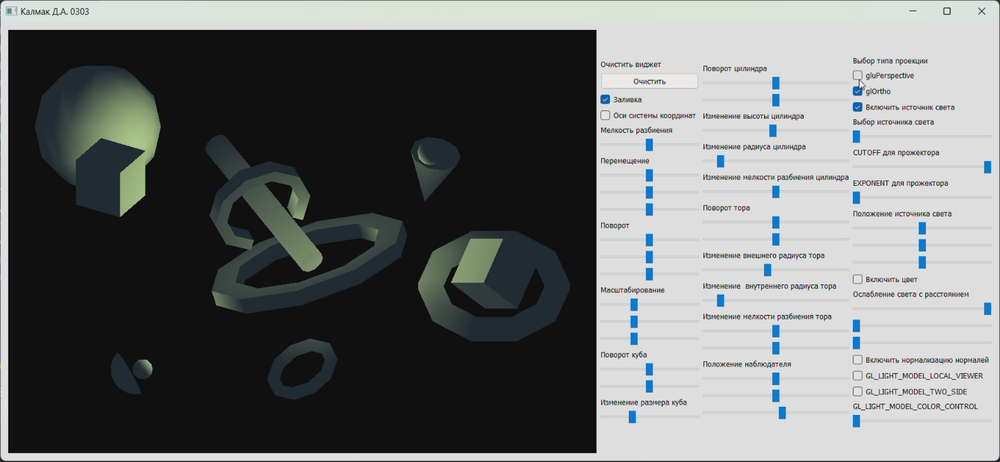 Калмак Д.А. 0303
Очистить виджет
Очистить
Заливка
Оси системы координат
Мелкость разбиения
Перемещение
Поворот
Масштабирование
Поворот куба
Изменение размера куба
Поворот цилиндра
Изменение высоты цилиндра
Изменение радиуса цилиндра
Изменение мелкости разбиения цилиндра
Поворот тора
Изменение внешнего радиуса тора
Изменение внутреннего радиуса тора
Изменение мелкости разбиения тора
Положение наблюдателя
Выбор типа проекции
gluPerspective
glOrtho
Включить источник света
Выбор источника света
CUTOFF для прожектора
EXPONENT для прожектора
Положение источника света
Включить цвет
Ослабление света с расстоянием
Включить нормализацию нормалей
GL_LIGHT_MODEL_LOCAL_VIEWER
GL_LIGHT_MODEL_TWO_SIDE
GL_LIGHT_MODEL_COLOR_CONTROL